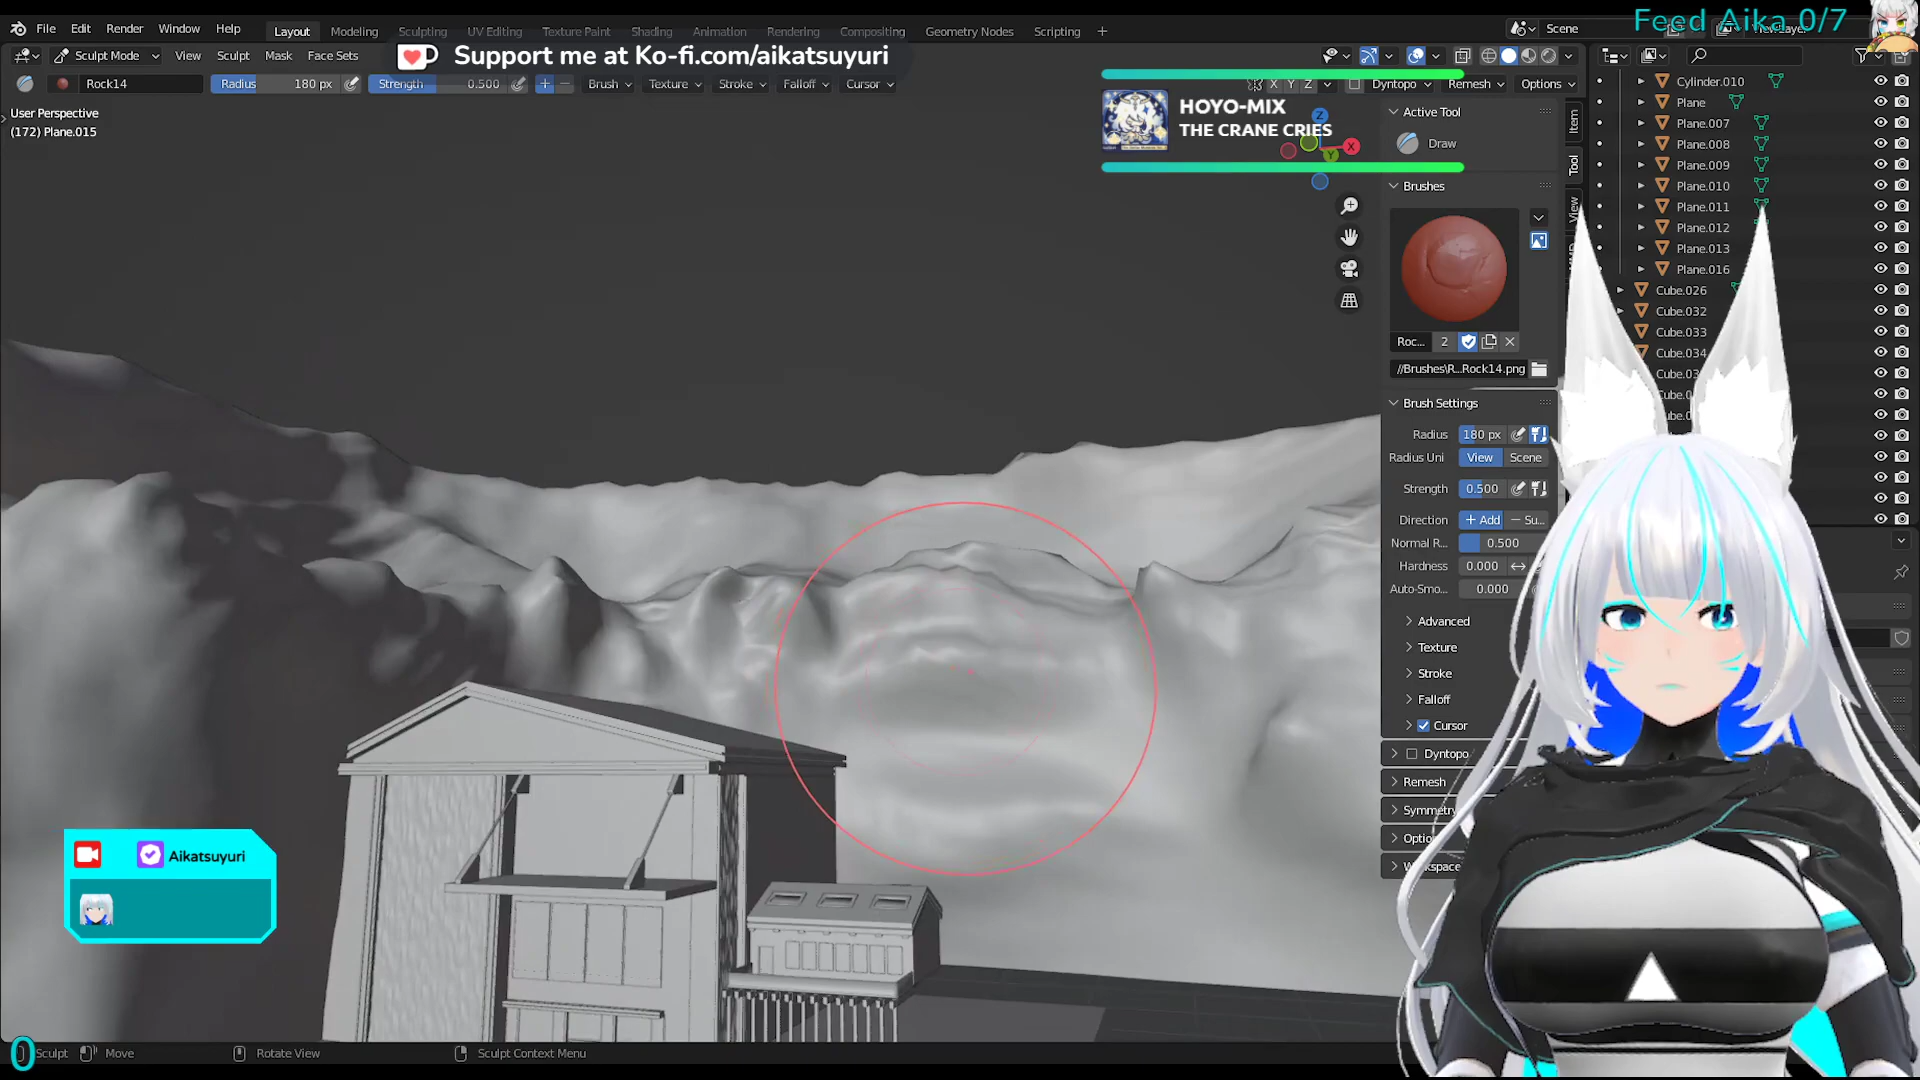 File Edit Render Window Help Layout Modeling Sculpting UV Editing Texture Paint Shading Animation Rendering Compositing Geometry Nodes Scripting +
Scene
Feed Aika 0/7
Sculpt Mode View Sculpt Mask Face Sets
Support me at Ko-fi.com/aikatsuyuri
Rock14 Radius 180 px Strength 0.500 Brush Texture Stroke Falloff Cursor
X Y Z Dyntopo Remesh Options
User Perspective
(172) Plane.015
HOYO-MIX
THE CRANE CRIES
Z
X
Y
Active Tool
Draw
Brushes
Roc... 2
//Brushes\R...Rock14.png
Brush Settings
Radius 180 px
Radius Uni View Scene
Strength 0.500
Direction + Add − Su...
Normal R... 0.500
Hardness 0.000
Auto-Smo... 0.000
Advanced
Texture
Stroke
Falloff
Cursor
Dyntopo
Remesh
Symmetry
Optio
Workspace
Item
Tool
View
Cylinder.010
Plane
Plane.007
Plane.008
Plane.009
Plane.010
Plane.011
Plane.012
Plane.013
Plane.016
Cube.026
Cube.032
Cube.033
Cube.034
Aikatsuyuri
0
Sculpt Move Rotate View Sculpt Context Menu